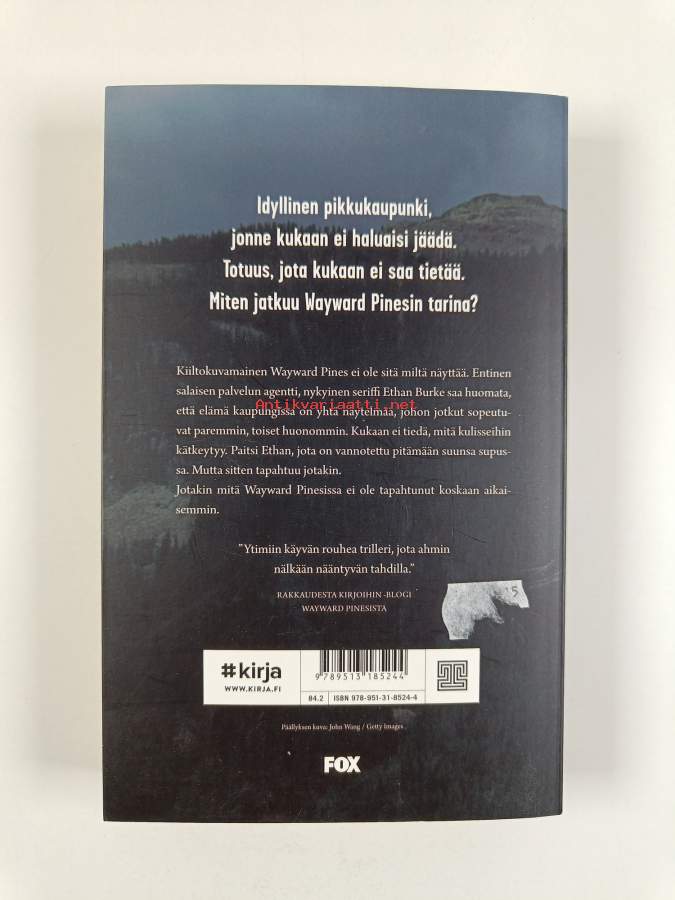 Idyllinen pikkukaupunki,
jonne kukaan ei haluaisi jäädä.
Totuus, jota kukaan ei saa tietää.
Miten jatkuu Wayward Pinesin tarina?
Kiiltokuvamainen Wayward Pines ei ole sitä miltä näyttää. Entinen
salaisen palvelun agentti, nykyinen seriffi Ethan Burke saa huomata,
Antikvariaatti.net
että elämä kaupungissa on yhtä näytelmää, johon jotkut sopeutu-
vat paremmin, toiset huonommin. Kukaan ei tiedä, mitä kulisseihin
kätkeytyy. Paitsi Ethan, jota on vannotettu pitämään suunsa supus-
sa. Mutta sitten tapahtuu jotakin.
Jotakin mitä Wayward Pinesissa ei ole tapahtunut koskaan aikai-
semmin.
"Ytimiin käyvän rouhea trilleri, jota ahmin
nälkään nääntyvän tahdilla."
RAKKAUDESTA KIRJOIHIN -BLOGI
WAYWARD PINESISTA
15
#kirja
WWW.KIRJA.FI
9 789513 185244
84.2 ISBN 978-951-31-8524-4
Päällyksen kuva: John Wang / Getty Images
FOX